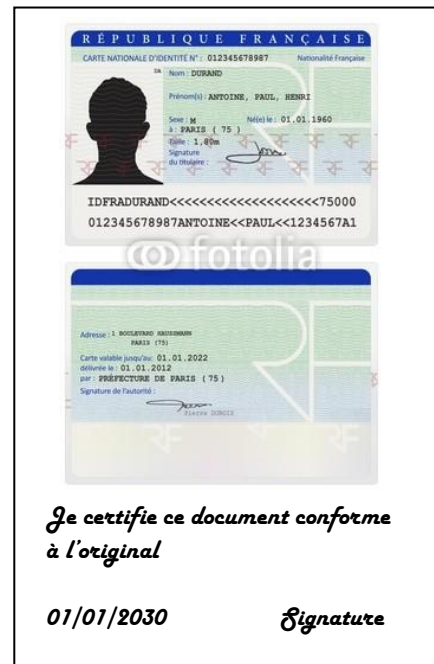 RÉPUBLIQUE FRANÇAISE
CARTE NATIONALE D'IDENTITÉ N° : 012345678987 Nationalité Française
Nom : DURAND
Prénom(s) : ANTOINE, PAUL, HENRI
Sexe : M Né(e) le : 01.01.1960
à : PARIS ( 75 )
Taille : 1,80m
Signature
du titulaire :
IDFRADURAND<<<<<<<<<<<<<<<<<<<<75000
012345678987ANTOINE<<PAUL<<1234567A1
fotolia
Adresse : 1 BOULEVARD HAUSSMANN
PARIS (75)
Carte valable jusqu'au: 01.01.2022
délivrée le : 01.01.2012
par : PRÉFECTURE DE PARIS ( 75 )
Signature de l'autorité :
Pierre DUBOIS
Je certifie ce document conforme
à l'original
01/01/2030 Signature